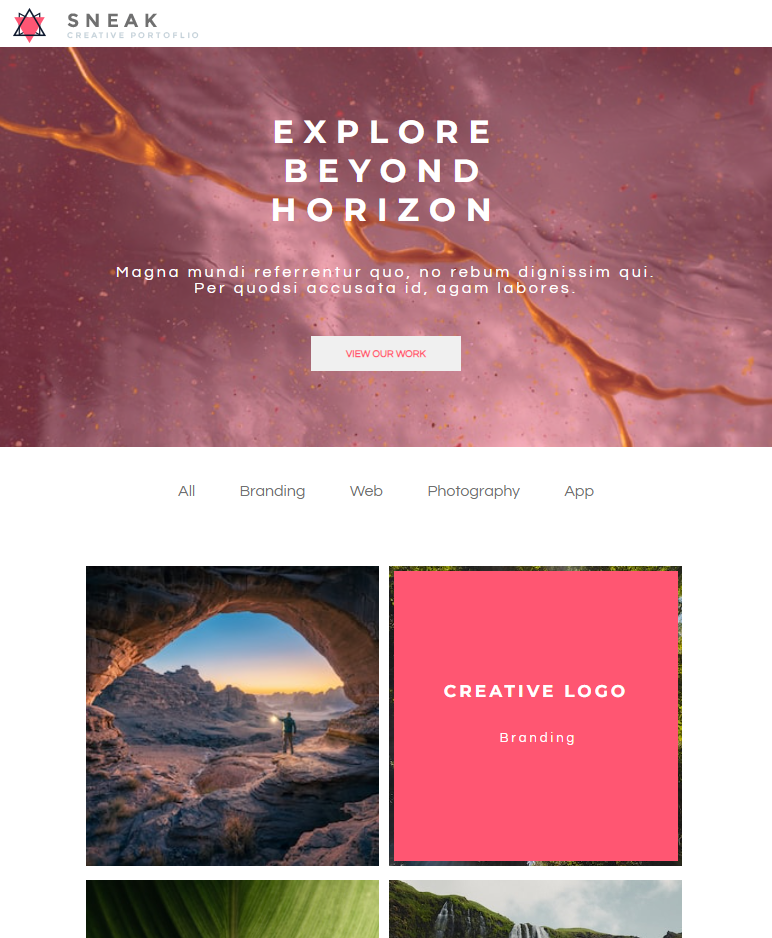 SNEAK
CREATIVE PORTOFLIO
EXPLORE
BEYOND
HORIZON
Magna mundi referrentur quo, no rebum dignissim qui.
Per quodsi accusata id, agam labores.
VIEW OUR WORK
All Branding Web Photography App
CREATIVE LOGO
Branding